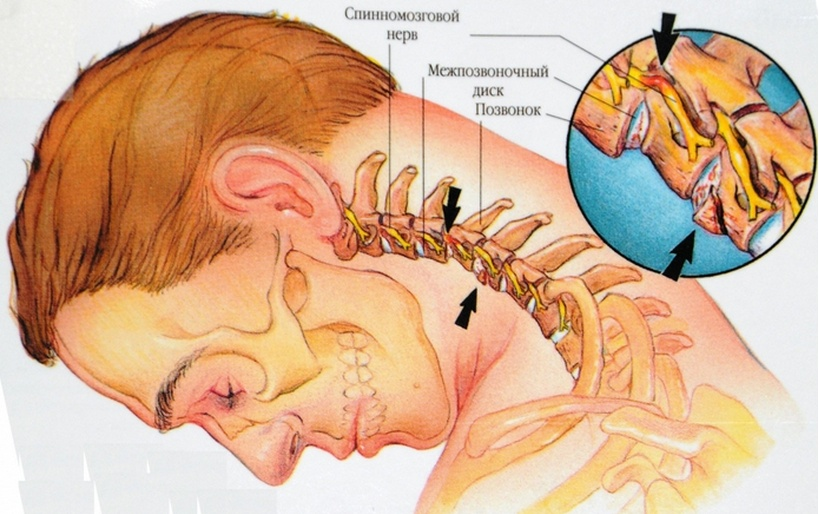 Спинномозговой
нерв
Межпозвоночный
диск
Позвонок